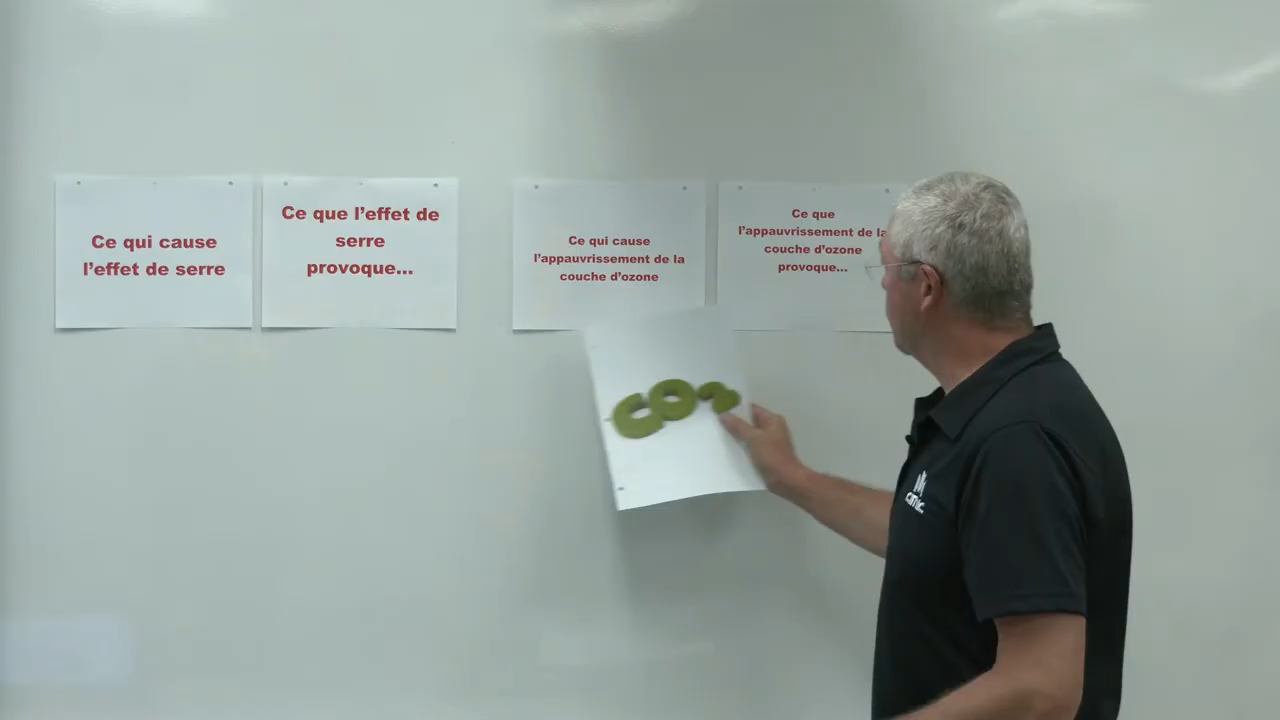 Ce qui cause
l'effet de serre
Ce que l'effet de
serre
provoque...
Ce qui cause
l'appauvrissement de la
couche d'ozone
Ce que
l'appauvrissement de la
couche d'ozone
provoque...
CO2